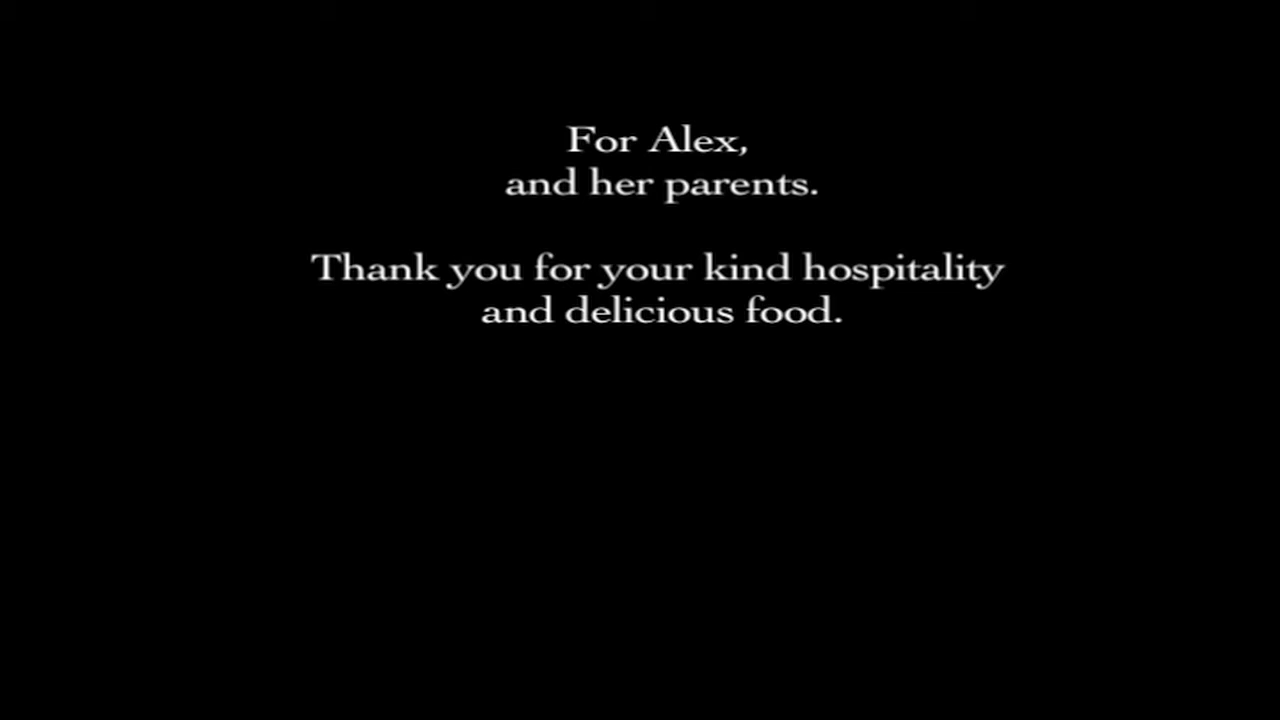 For Alex,
and her parents.
Thank you for your kind hospitality
and delicious food.